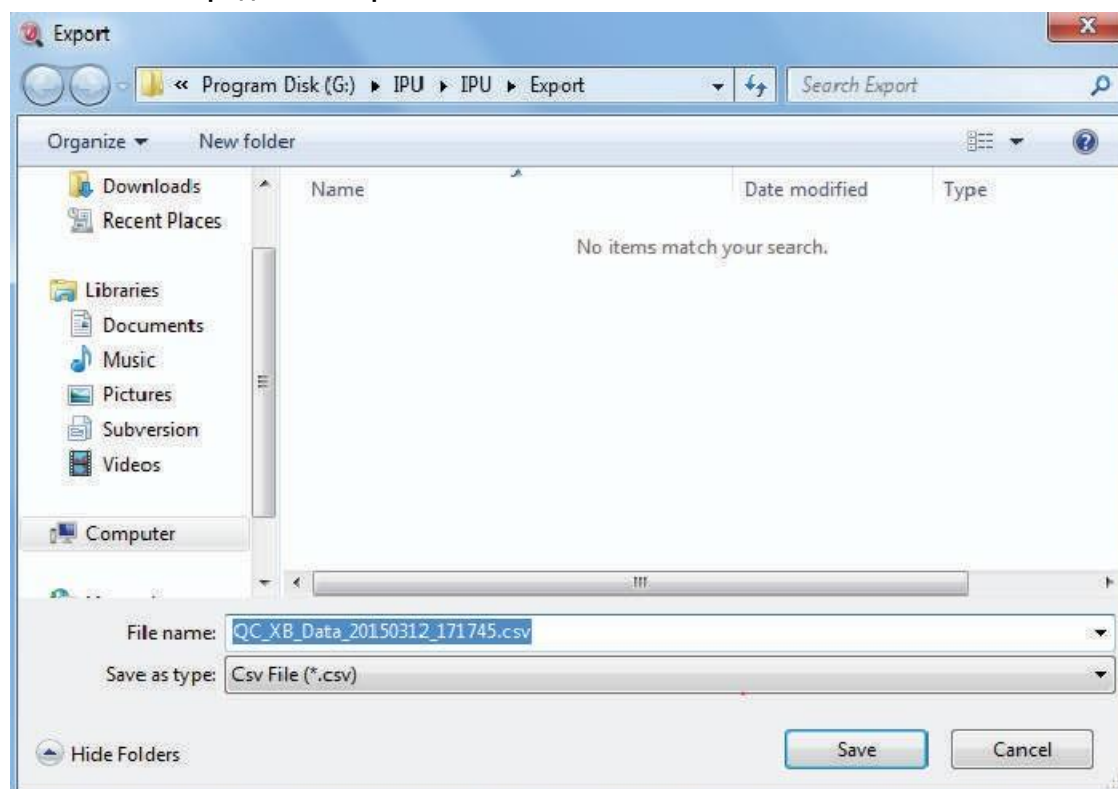 Export
« Program Disk (G:) ▸ IPU ▸ IPU ▸ Export
Search Export
Organize
New folder
Downloads
Recent Places
Libraries
Documents
Music
Pictures
Subversion
Videos
Computer
Name
Date modified
Type
No items match your search.
File name: QC_XB_Data_20150312_171745.csv
Save as type: Csv File (*.csv)
Hide Folders
Save
Cancel